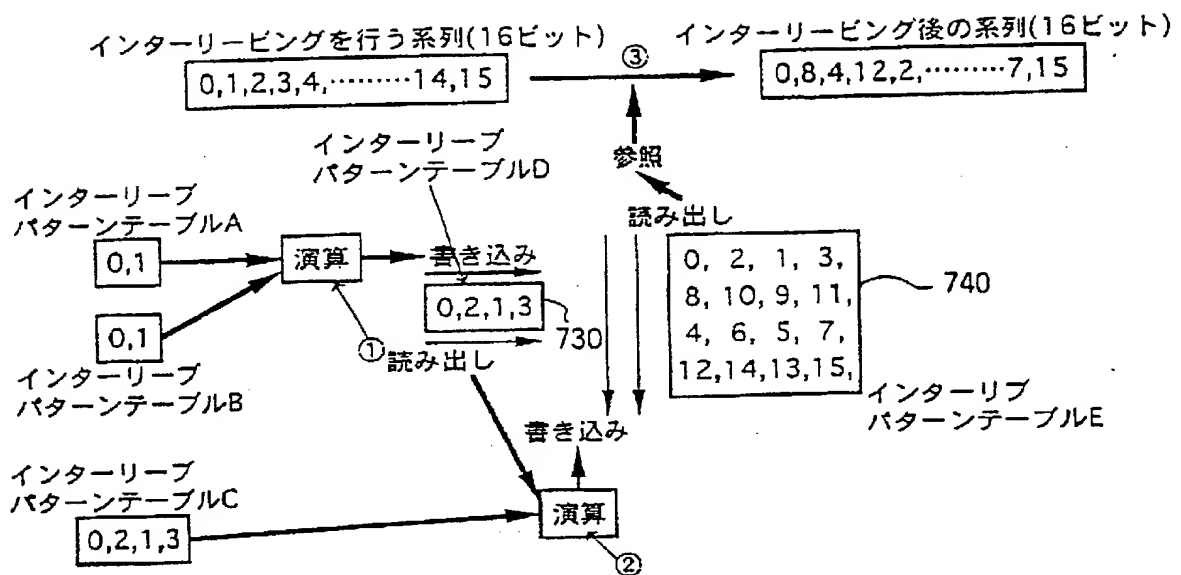 インターリービングを行う系列(16ビット)
インターリービング後の系列(16ビット)
0,1,2,3,4,………14,15
③
0,8,4,12,2,………7,15
インターリーブ
パターンテーブルD
参照
インターリーブ
パターンテーブルA
読み出し
0,1
演算
書き込み
0, 2, 1, 3,
8, 10, 9, 11,
4, 6, 5, 7,
12,14,13,15,
740
0,2,1,3
730
0,1
①
読み出し
インターリーブ
パターンテーブルB
インターリブ
パターンテーブルE
書き込み
インターリーブ
パターンテーブルC
演算
0,2,1,3
②